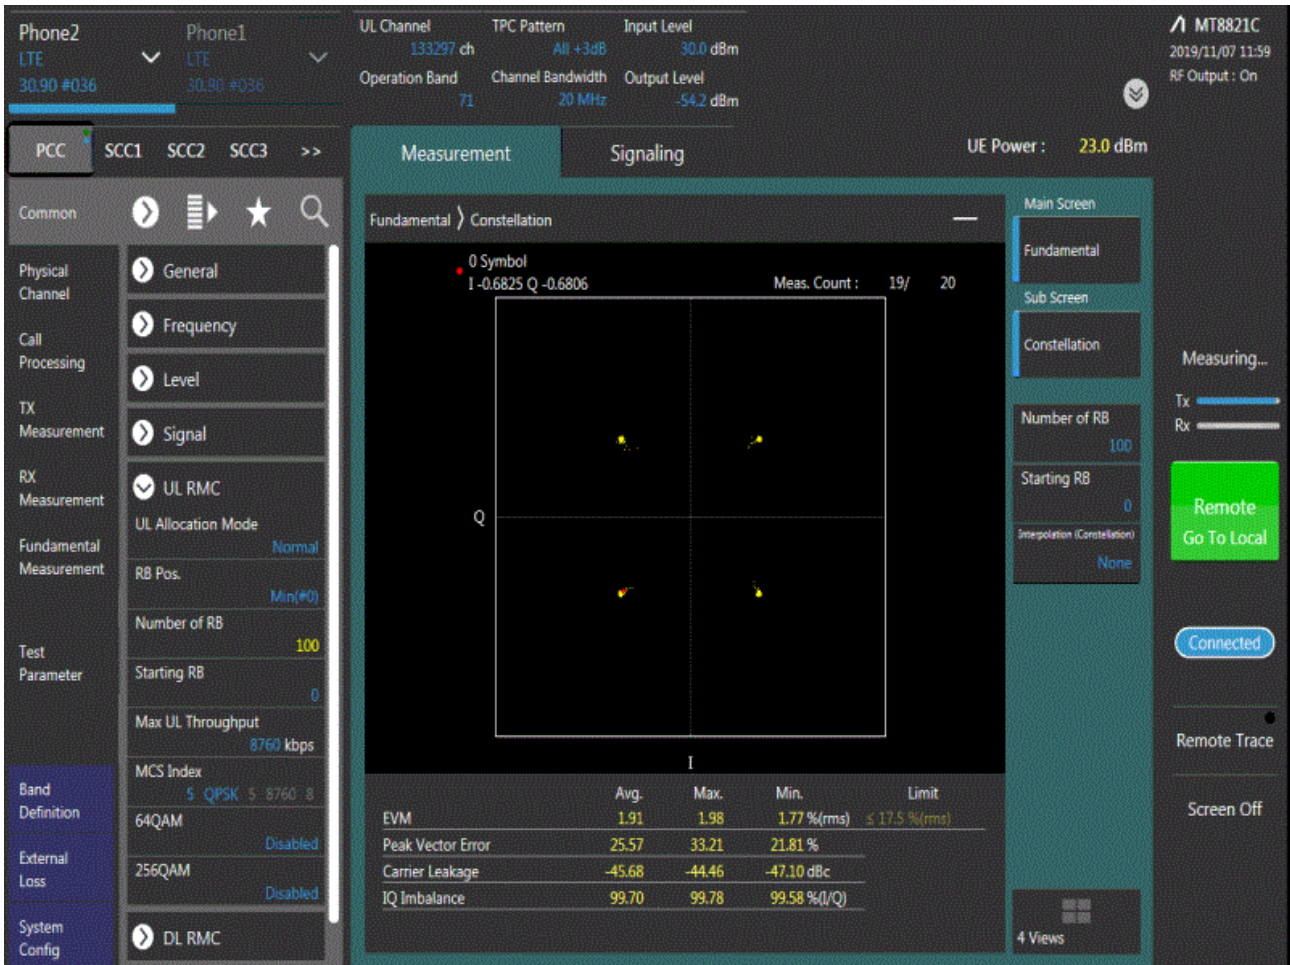 Phone2
LTE
30.90 #036
Phone1
LTE
30.90 #036
UL Channel
133297 ch
TPC Pattern
All +3dB
Input Level
30.0 dBm
Operation Band
71
Channel Bandwidth
20 MHz
Output Level
-54.2 dBm
MT8821C
2019/11/07 11:59
RF Output : On
PCC SCC1 SCC2 SCC3 >>
Measurement
Signaling
UE Power : 23.0 dBm
Common
Physical
Channel
Call
Processing
TX
Measurement
RX
Measurement
Fundamental
Measurement
Test
Parameter
Band
Definition
External
Loss
System
Config
General
Frequency
Level
Signal
UL RMC
UL Allocation Mode
Normal
RB Pos.
Min(#0)
Number of RB
100
Starting RB
0
Max UL Throughput
8760 kbps
MCS Index
5 QPSK 5 8760 8
64QAM
Disabled
256QAM
Disabled
DL RMC
Fundamental Constellation
0 Symbol
I -0.6825 Q -0.6806
Meas. Count : 19/ 20
Q
I
Avg. Max. Min. Limit
EVM 1.91 1.98 1.77 %(rms) ≤ 17.5 %(rms)
Peak Vector Error 25.57 33.21 21.81 %
Carrier Leakage -45.68 -44.46 -47.10 dBc
IQ Imbalance 99.70 99.78 99.58 %(I/Q)
Main Screen
Fundamental
Sub Screen
Constellation
Number of RB
100
Starting RB
0
Interpolation (Constellation)
None
4 Views
Measuring...
Tx
Rx
Remote
Go To Local
Connected
Remote Trace
Screen Off